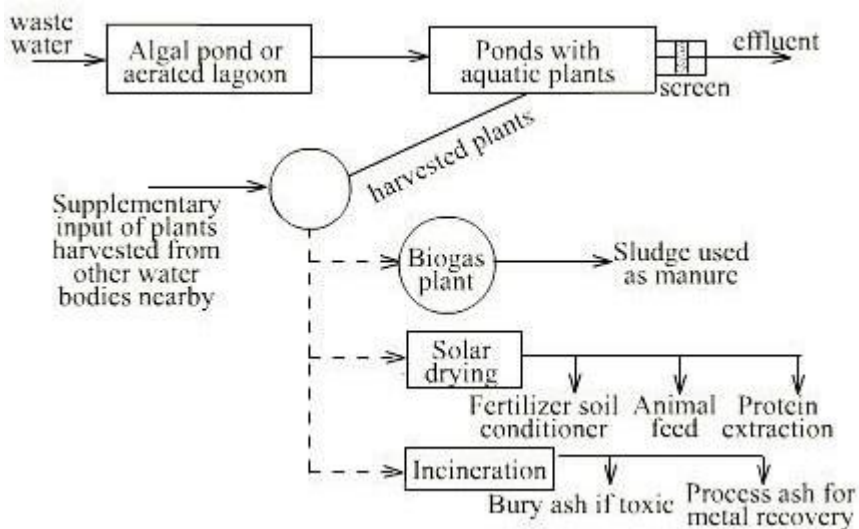 waste
water
Algal pond or
aerated lagoon
Ponds with
aquatic plants
effluent
screen
harvested plants
Supplementary
input of plants
harvested from
other water
bodies nearby
Biogas
plant
Sludge used
as manure
Solar
drying
Fertilizer soil
conditioner
Animal
feed
Protein
extraction
Incineration
Bury ash if toxic
Process ash for
metal recovery